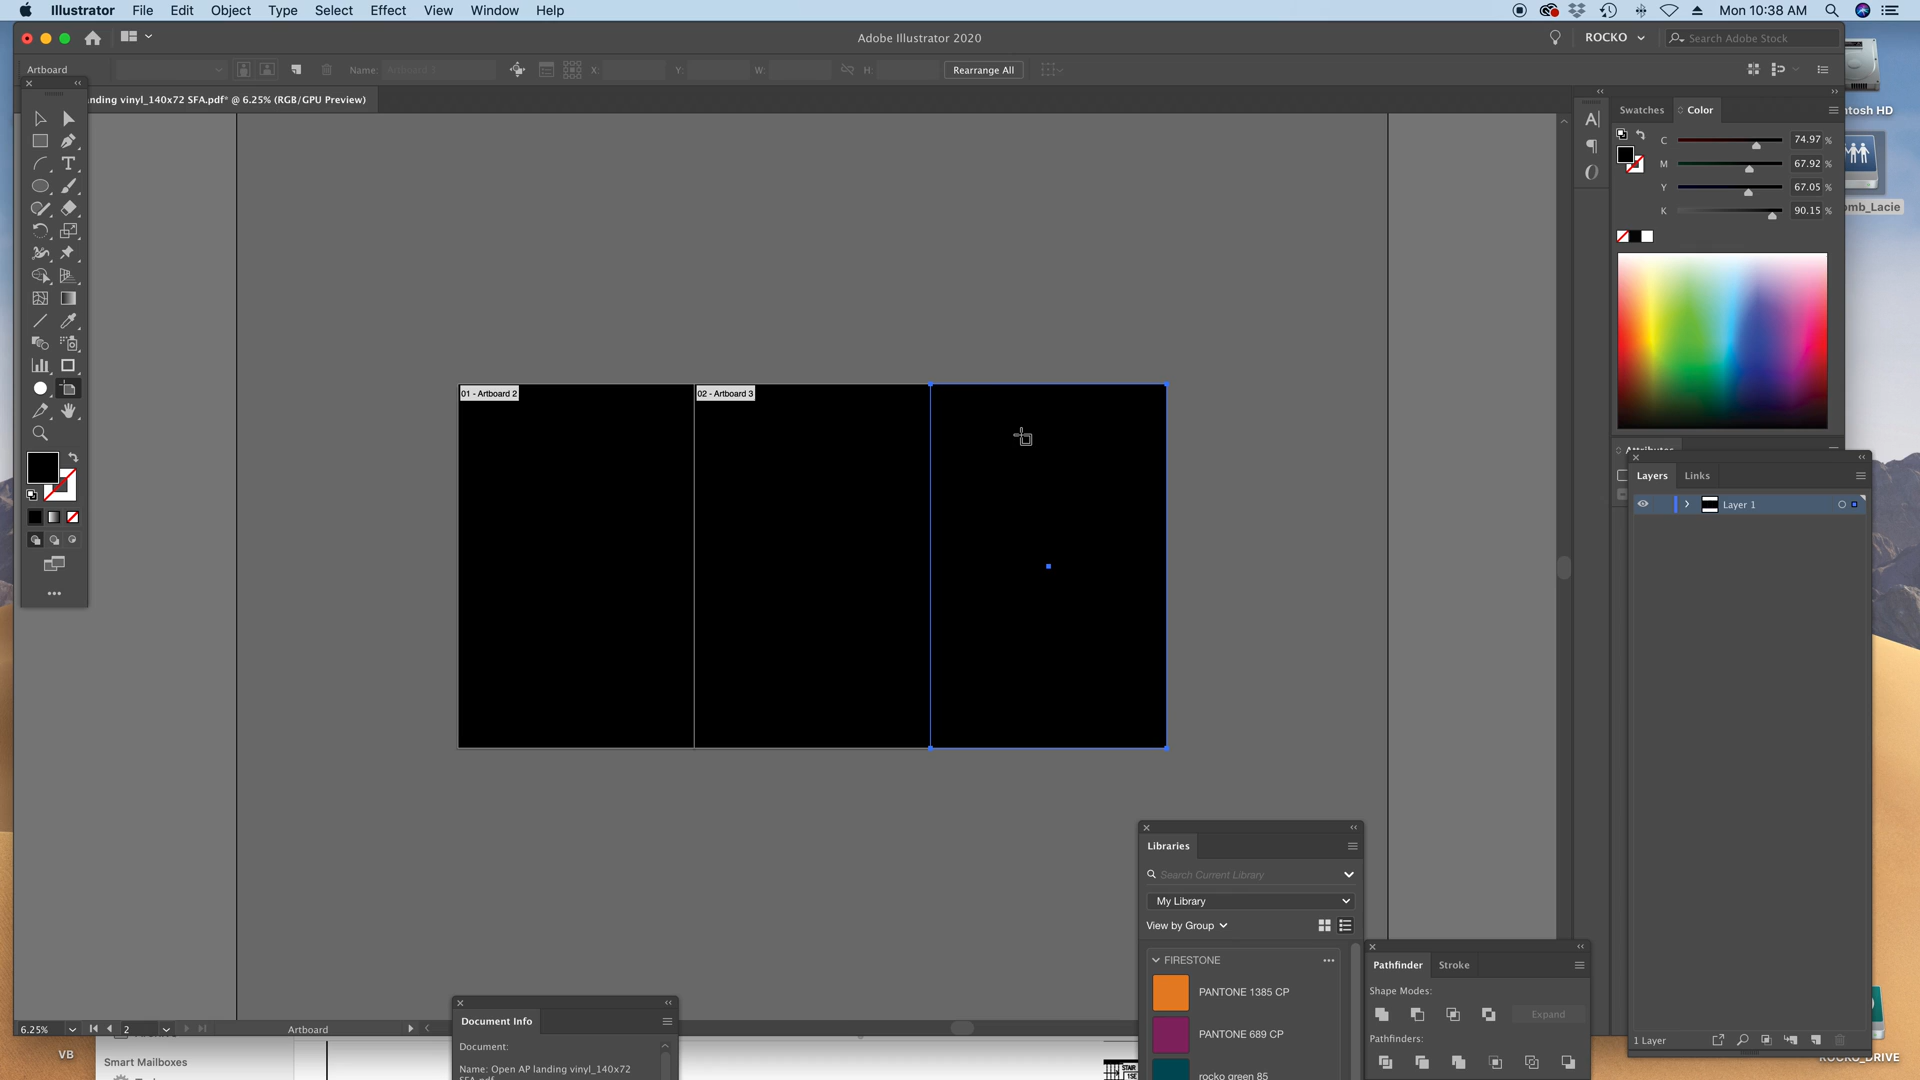 Illustrator File Edit Object Type Select Effect View Window Help
Mon 10:38 AM
Adobe Illustrator 2020
ROCKO
Search Adobe Stock
Artboard
Name: Artboard 3
X:
Y:
W:
H:
Rearrange All
anding vinyl_140x72 SFA.pdf* @ 6.25% (RGB/GPU Preview)
01 - Artboard 2
02 - Artboard 3
Swatches
Color
C 74.97 %
M 67.92 %
Y 67.05 %
K 90.15 %
Attributes
Layers Links
Layer 1
1 Layer
ntosh HD
omb_Lacie
ROCKO_DRIVE
Libraries
Search Current Library
My Library
View by Group
FIRESTONE
PANTONE 1385 CP
PANTONE 689 CP
rocko green 85
Pathfinder Stroke
Shape Modes:
Expand
Pathfinders:
6.25%
2
Artboard
Document Info
Document:
Name: Open AP landing vinyl_140x72
SFA.pdf
VB
Smart Mailboxes